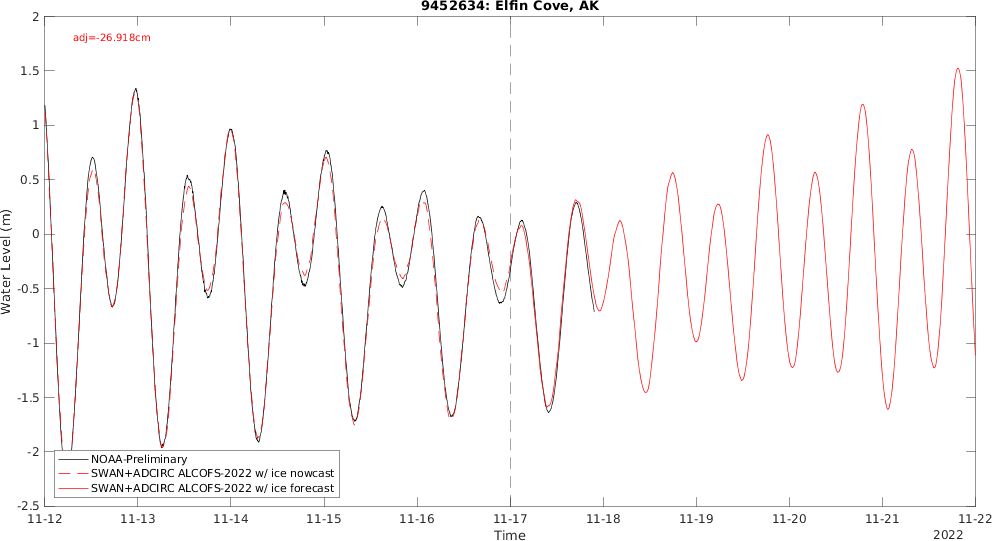 9452634: Elfin Cove, AK
adj=-26.918cm
Water Level (m)
2
1.5
1
0.5
0
-0.5
-1
-1.5
-2
-2.5
NOAA-Preliminary
SWAN+ADCIRC ALCOFS-2022 w/ ice nowcast
SWAN+ADCIRC ALCOFS-2022 w/ ice forecast
11-12 11-13 11-14 11-15 11-16 11-17 11-18 11-19 11-20 11-21 11-22
Time
2022